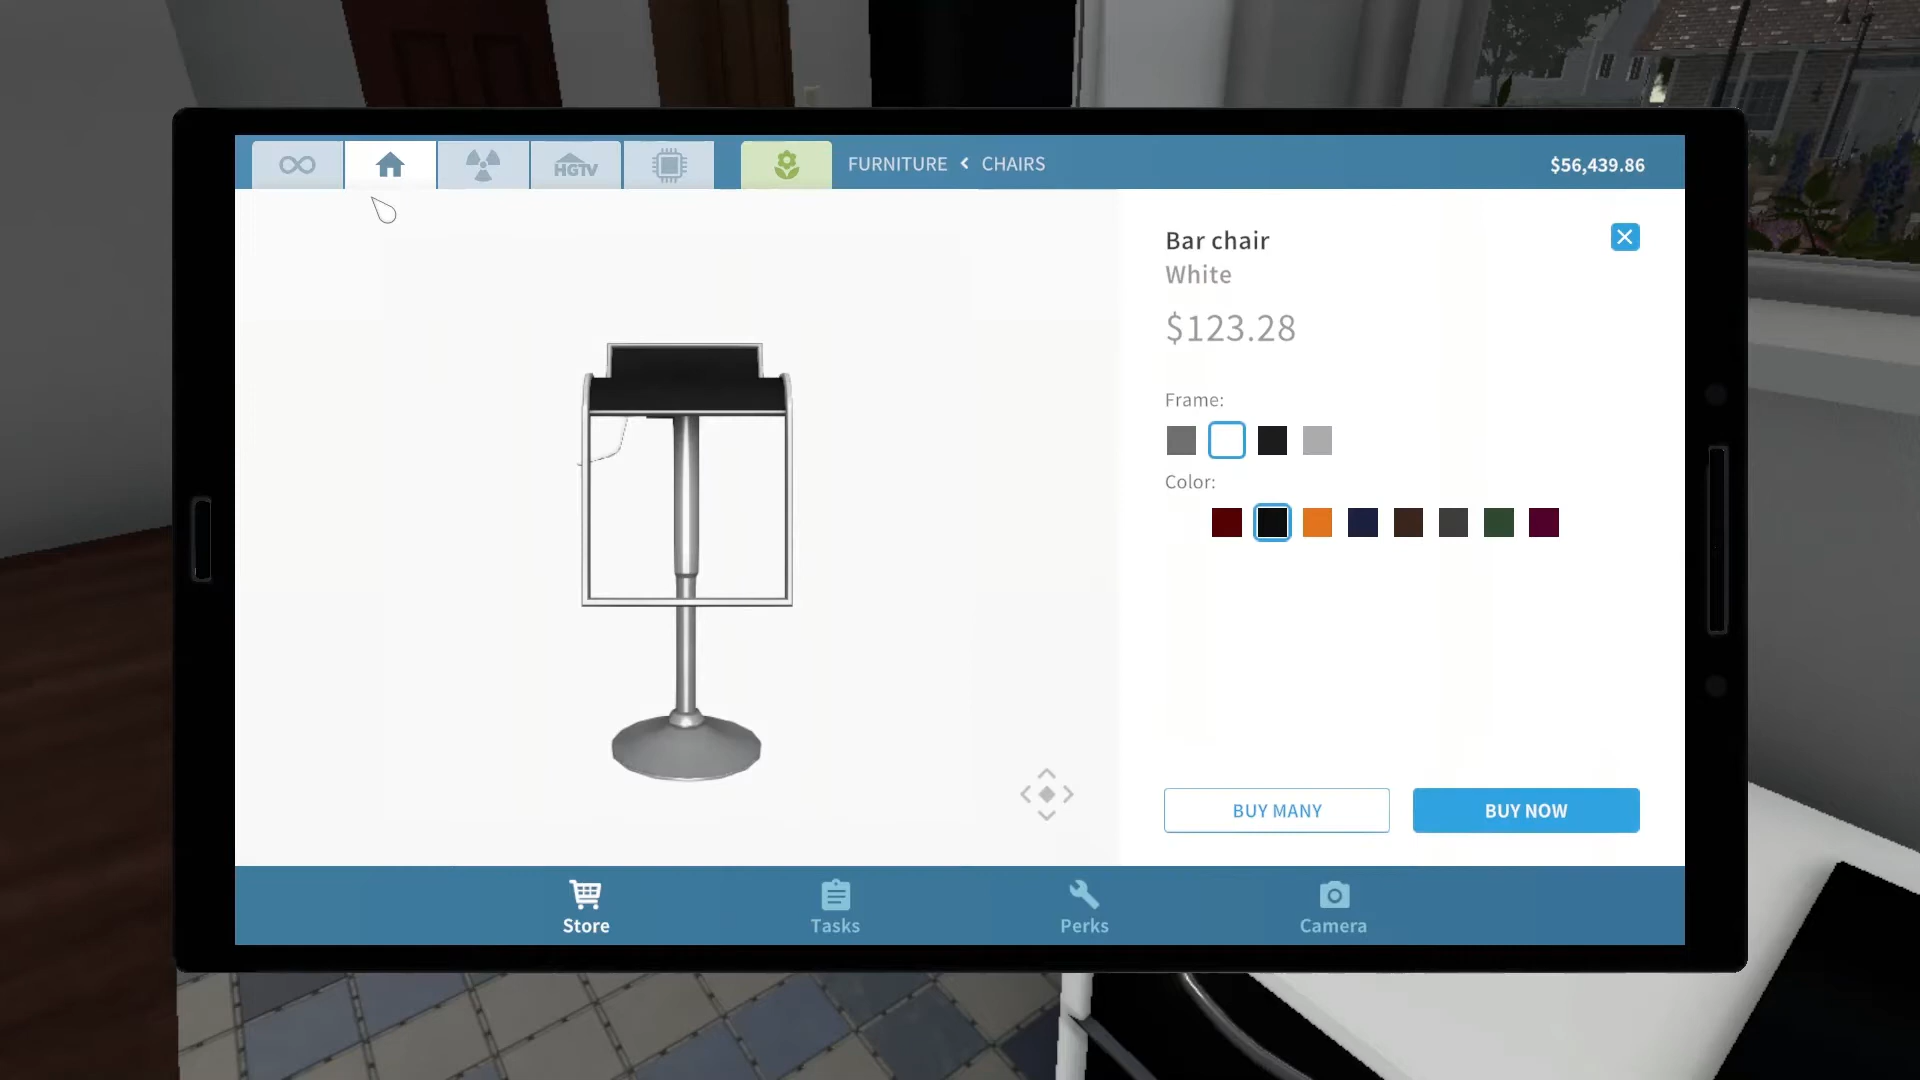 HGTV
FURNITURE < CHAIRS
$56,439.86
Bar chair
White
$123.28
Frame:
Color:
BUY MANY
BUY NOW
Store
Tasks
Perks
Camera